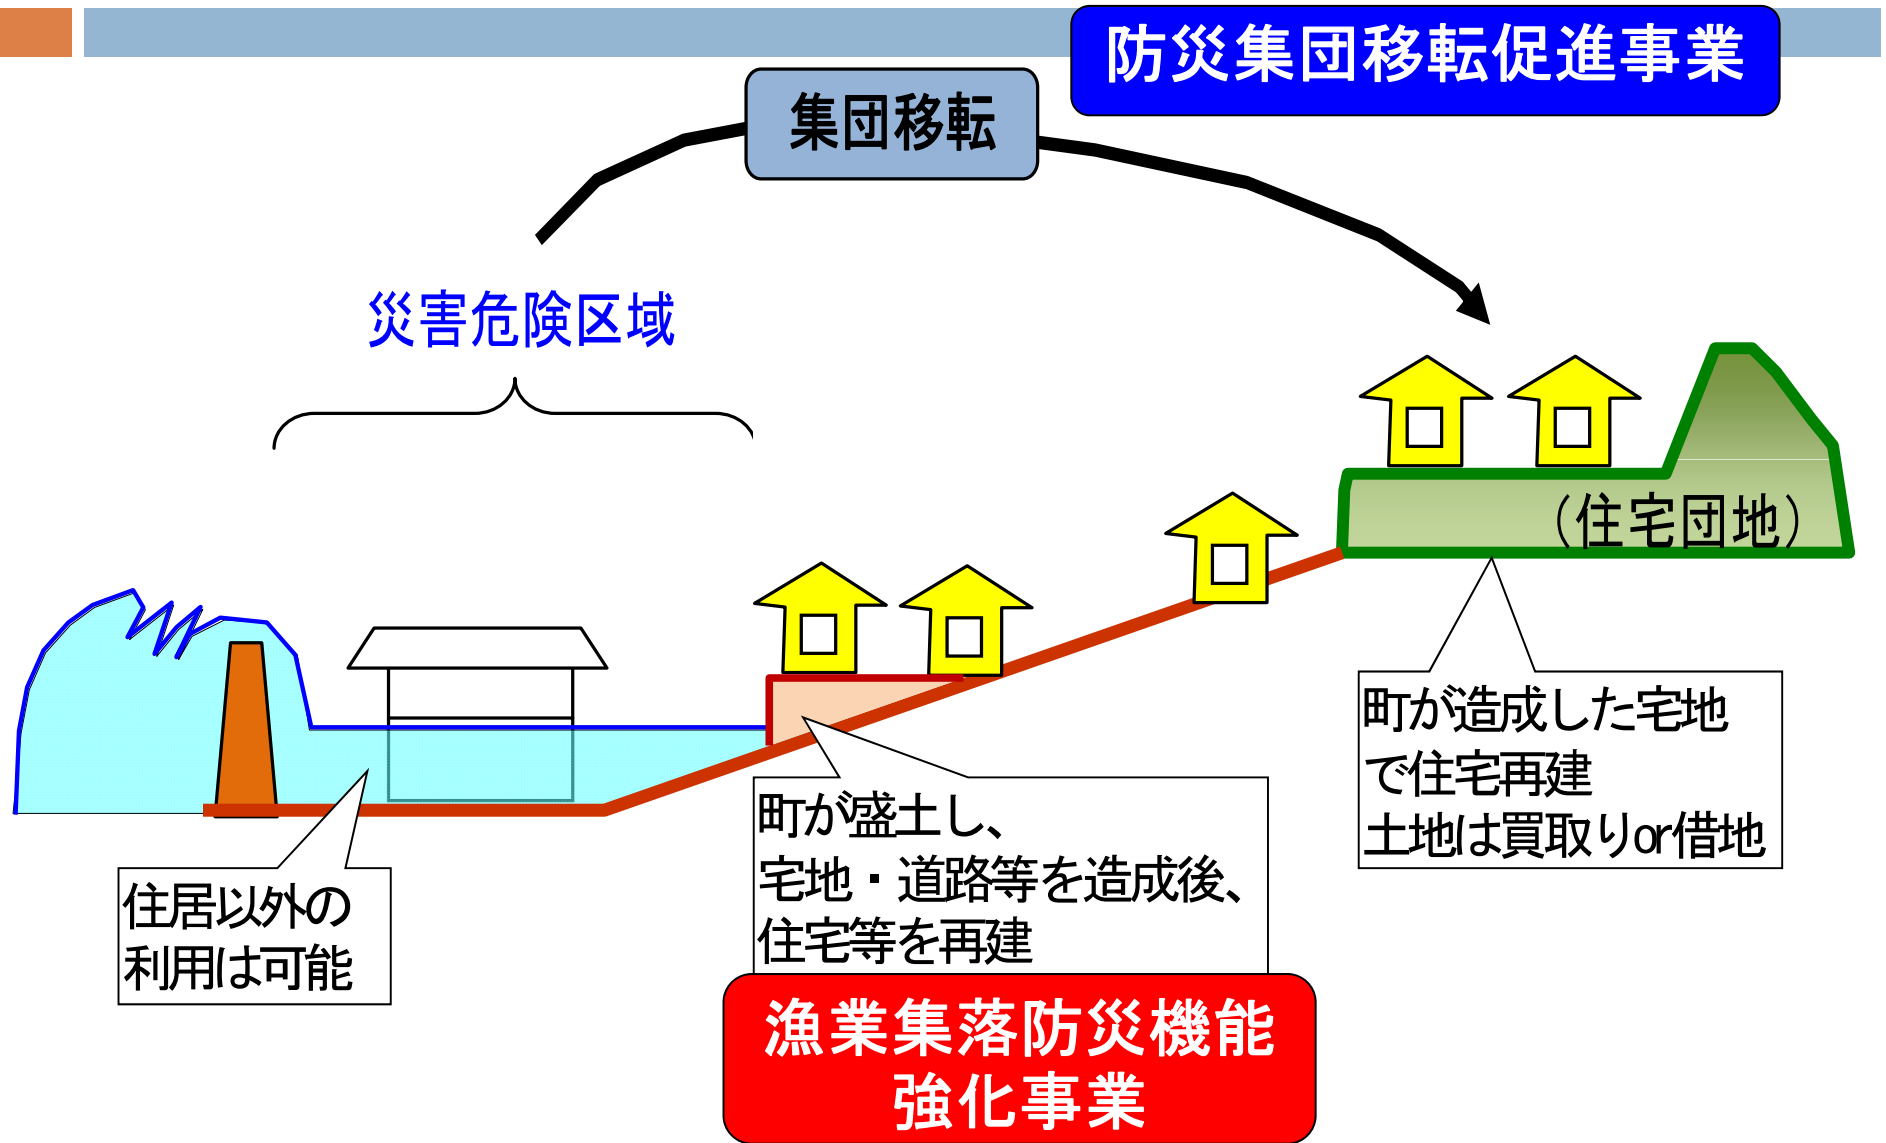 防災集団移転促進事業
集団移転
災害危険区域
（住宅団地）
町が造成した宅地
で住宅再建
土地は買取りor借地
町が盛土し、
宅地・道路等を造成後、
住宅等を再建
住居以外の
利用は可能
漁業集落防災機能
強化事業